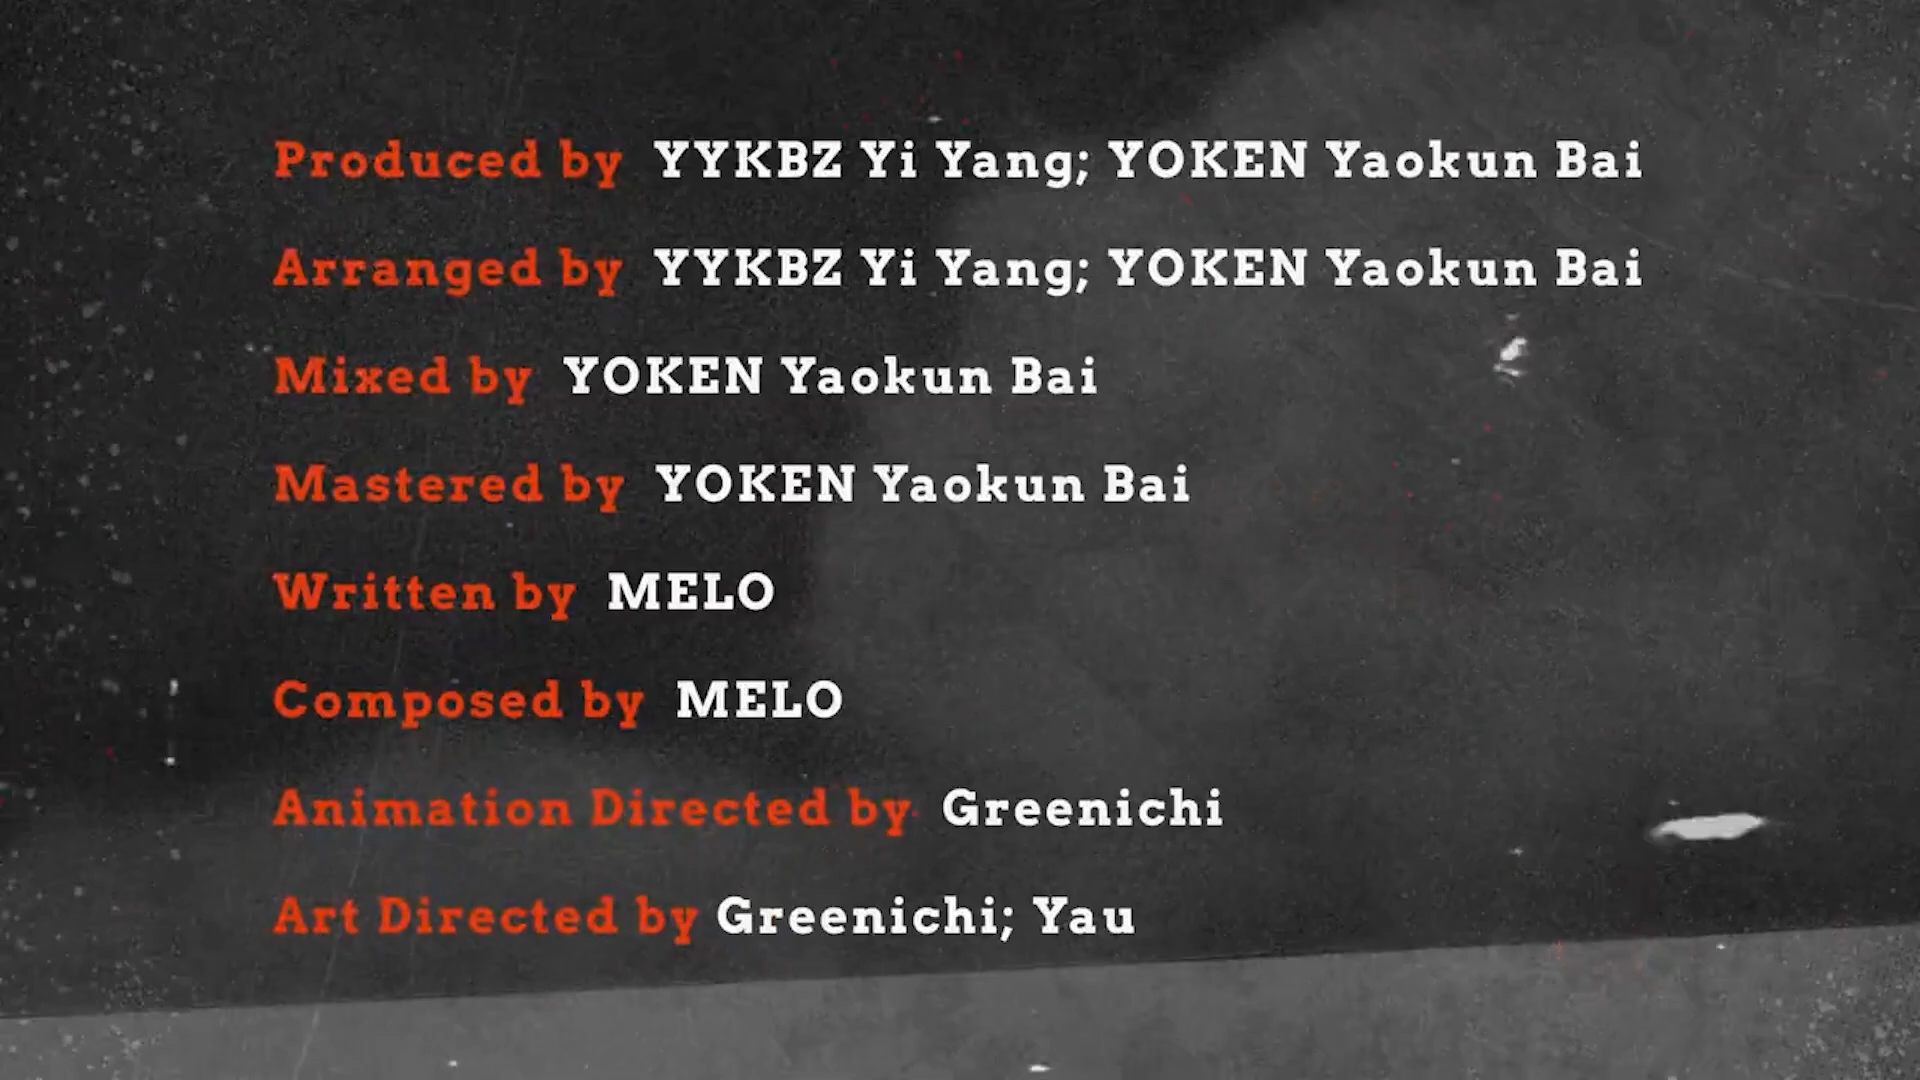 Produced by YYKBZ Yi Yang; YOKEN Yaokun Bai
Arranged by YYKBZ Yi Yang; YOKEN Yaokun Bai
Mixed by YOKEN Yaokun Bai
Mastered by YOKEN Yaokun Bai
Written by MELO
Composed by MELO
Animation Directed by Greenichi
Art Directed by Greenichi; Yau